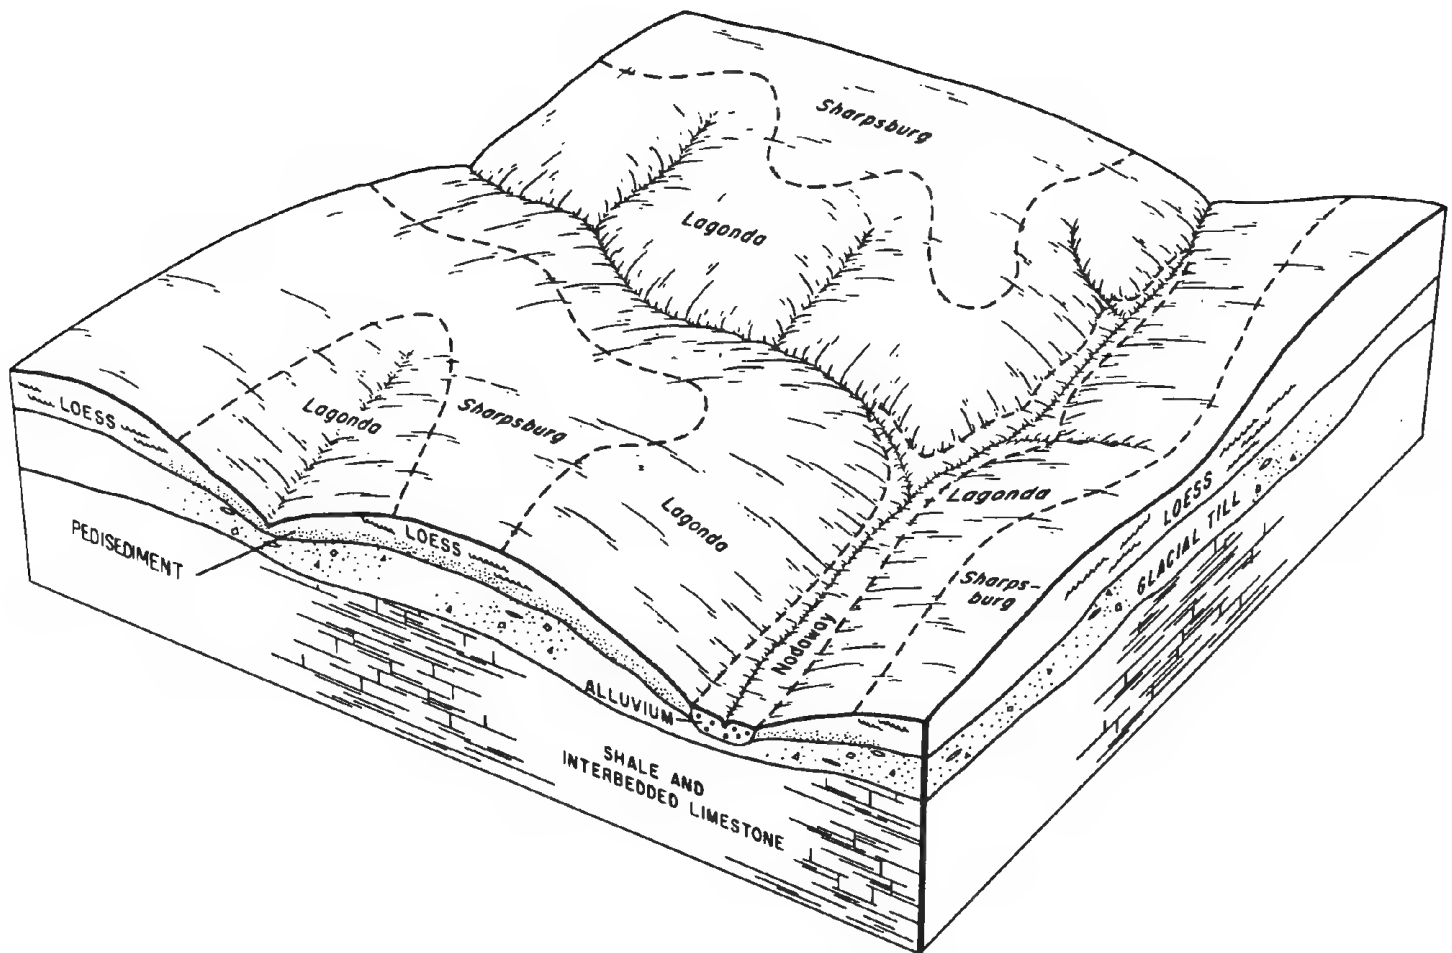 Sharpsburg
Lagonda
LOESS
Lagonda
Sharpsburg
Lagonda
Lagonda
LOESS
GLACIAL TILL
PEDISEDIMENT
LOESS
Sharps-
burg
Nodaway
ALLUVIUM
SHALE AND
INTERBEDDED LIMESTONE